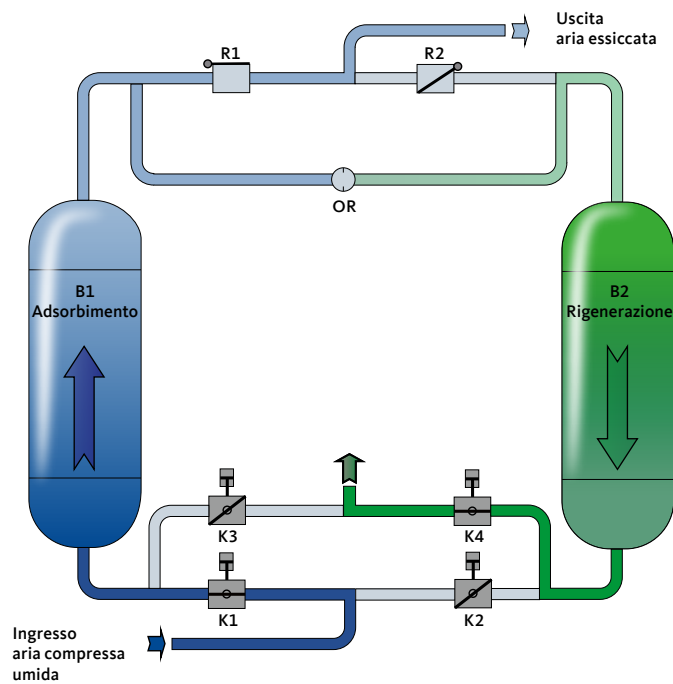 Uscita
aria essiccata
R1
R2
OR
B1
Adsorbimento
B2
Rigenerazione
K3
K4
K1
K2
Ingresso
aria compressa
umida